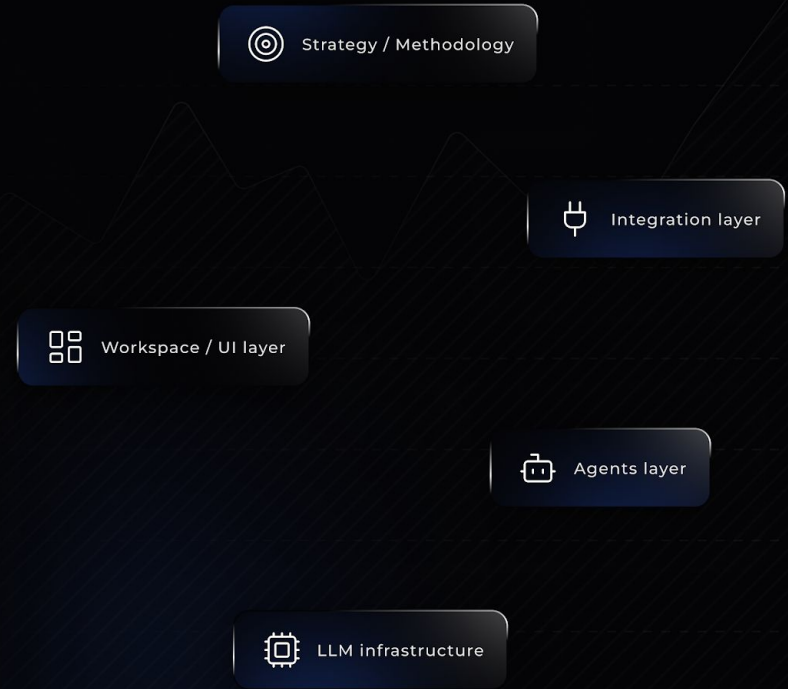 Strategy / Methodology
Integration layer
Workspace / UI layer
Agents layer
LLM infrastructure